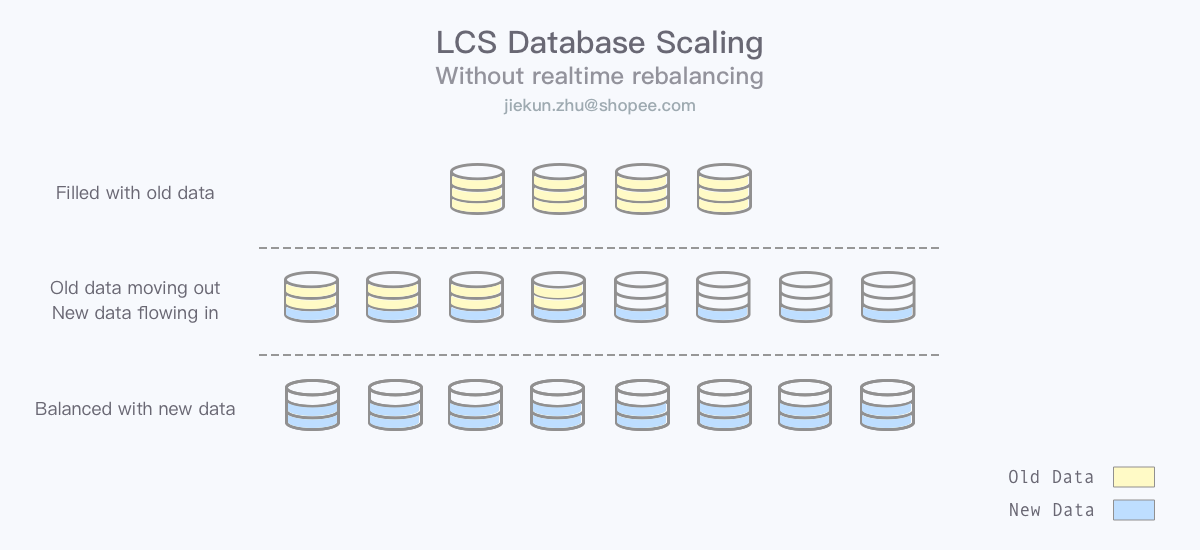 LCS Database Scaling
Without realtime rebalancing
jiekun.zhu@shopee.com
Filled with old data
Old data moving out
New data flowing in
Balanced with new data
Old Data
New Data